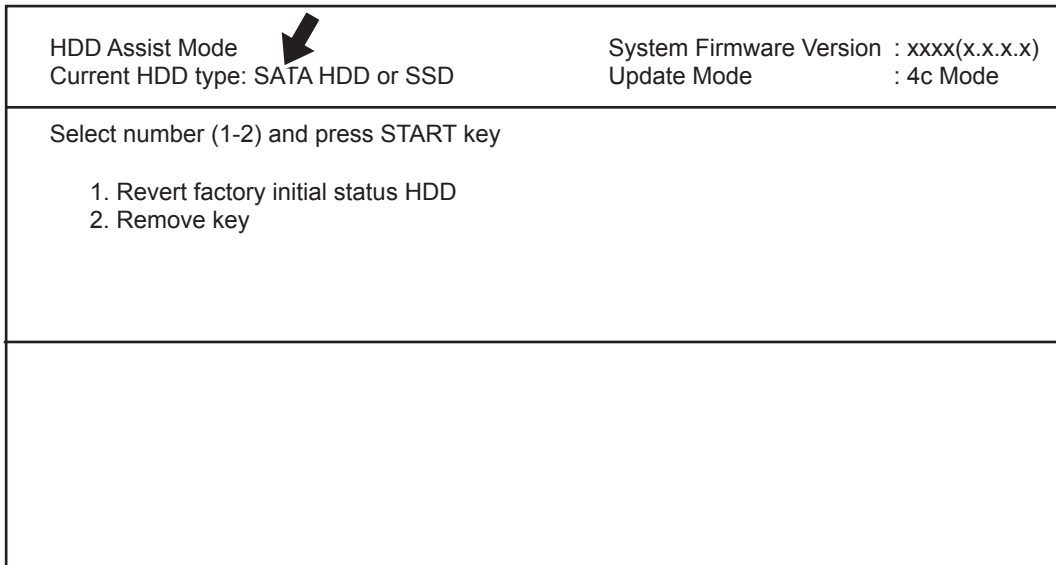 HDD Assist Mode
Current HDD type: SATA HDD or SSD
System Firmware Version : xxxx(x.x.x.x)
Update Mode : 4c Mode
Select number (1-2) and press START key
1. Revert factory initial status HDD
2. Remove key